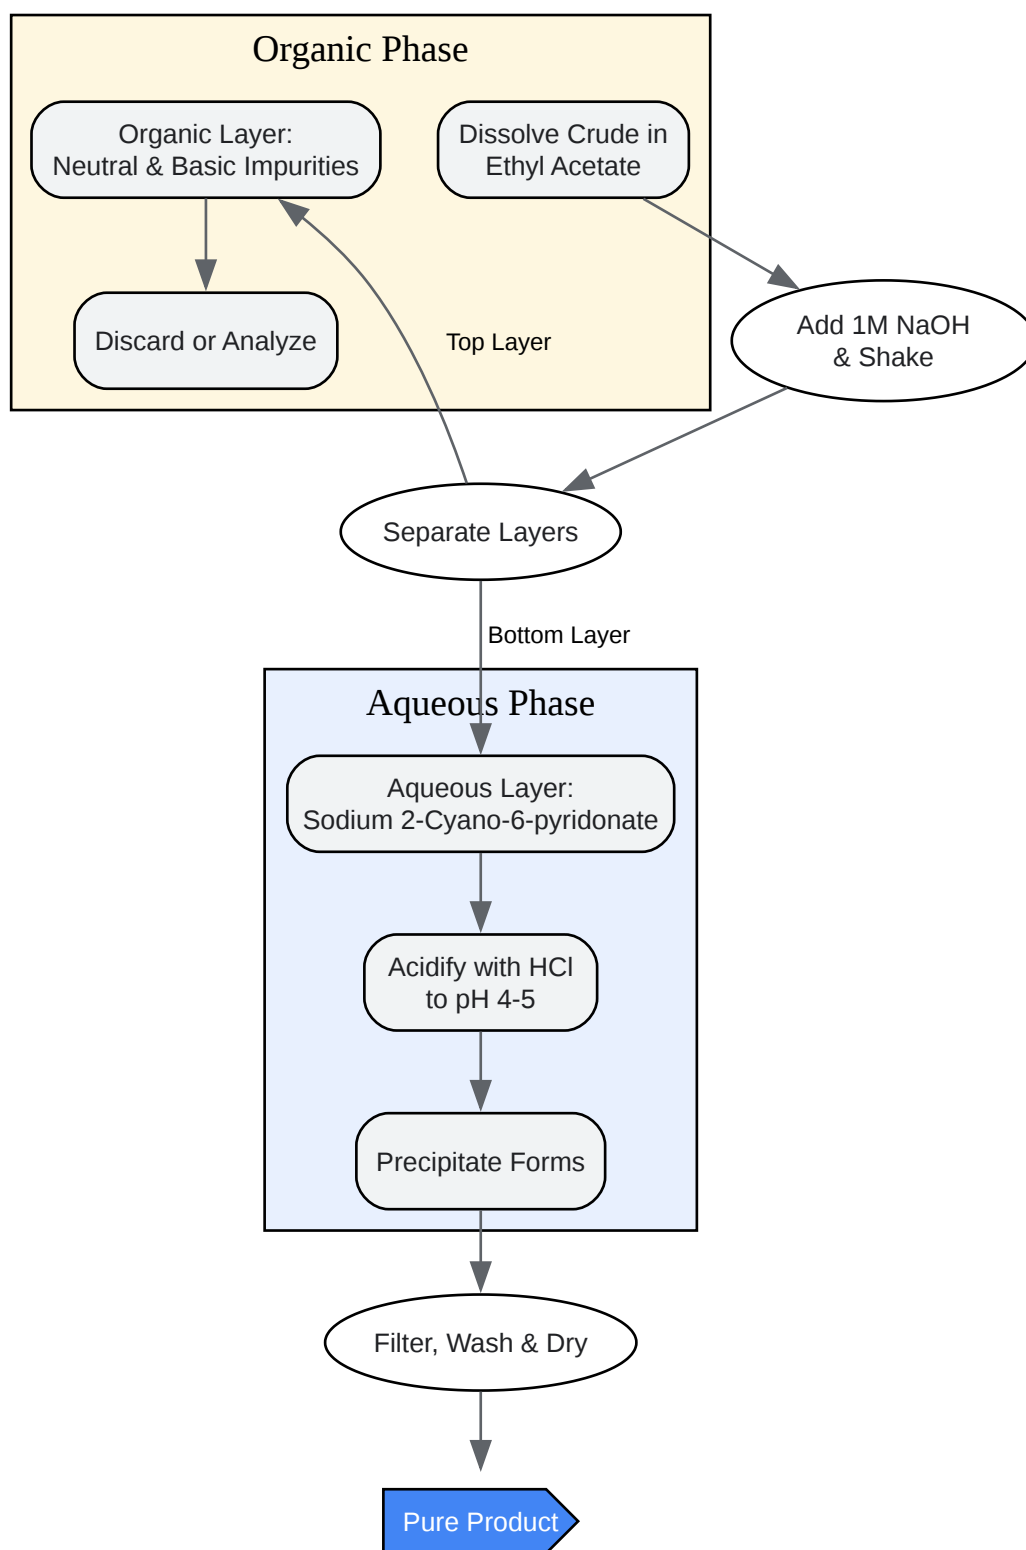 Organic Phase
Organic Layer:
Neutral & Basic Impurities
Dissolve Crude in
Ethyl Acetate
Discard or Analyze
Top Layer
Add 1M NaOH
& Shake
Separate Layers
Bottom Layer
Aqueous Phase
Aqueous Layer:
Sodium 2-Cyano-6-pyridonate
Acidify with HCl
to pH 4-5
Precipitate Forms
Filter, Wash & Dry
Pure Product